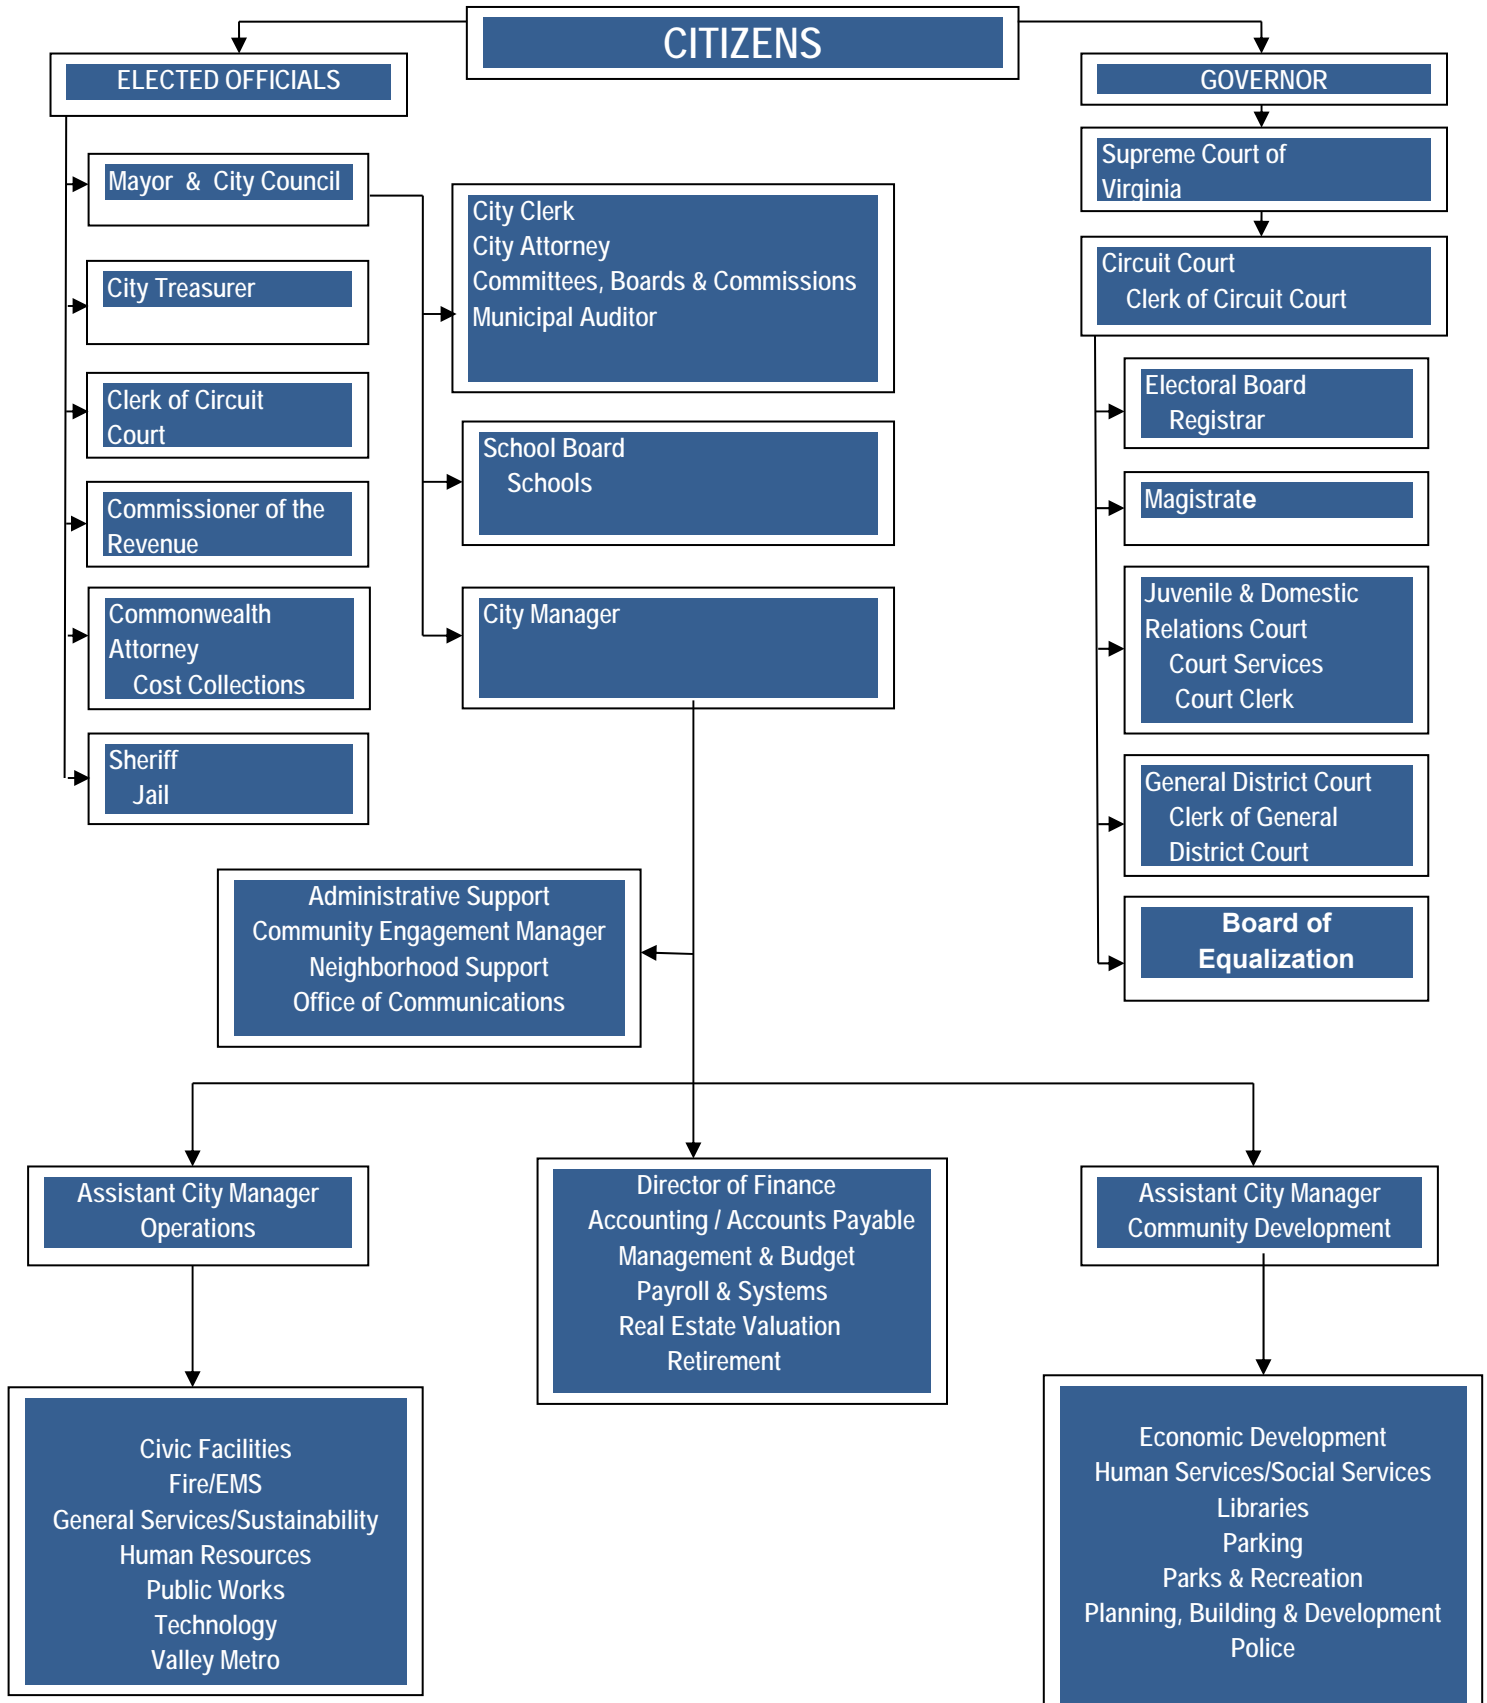 CITIZENS
ELECTED OFFICIALS
Mayor & City Council
City Treasurer
Clerk of Circuit
Court
Commissioner of the
Revenue
Commonwealth
Attorney
Cost Collections
Sheriff
Jail
City Clerk
City Attorney
Committees, Boards & Commissions
Municipal Auditor
School Board
Schools
City Manager
GOVERNOR
Supreme Court of
Virginia
Circuit Court
Clerk of Circuit Court
Electoral Board
Registrar
Magistrate
Juvenile & Domestic
Relations Court
Court Services
Court Clerk
General District Court
Clerk of General
District Court
Board of
Equalization
Administrative Support
Community Engagement Manager
Neighborhood Support
Office of Communications
Assistant City Manager
Operations
Civic Facilities
Fire/EMS
General Services/Sustainability
Human Resources
Public Works
Technology
Valley Metro
Director of Finance
Accounting / Accounts Payable
Management & Budget
Payroll & Systems
Real Estate Valuation
Retirement
Assistant City Manager
Community Development
Economic Development
Human Services/Social Services
Libraries
Parking
Parks & Recreation
Planning, Building & Development
Police